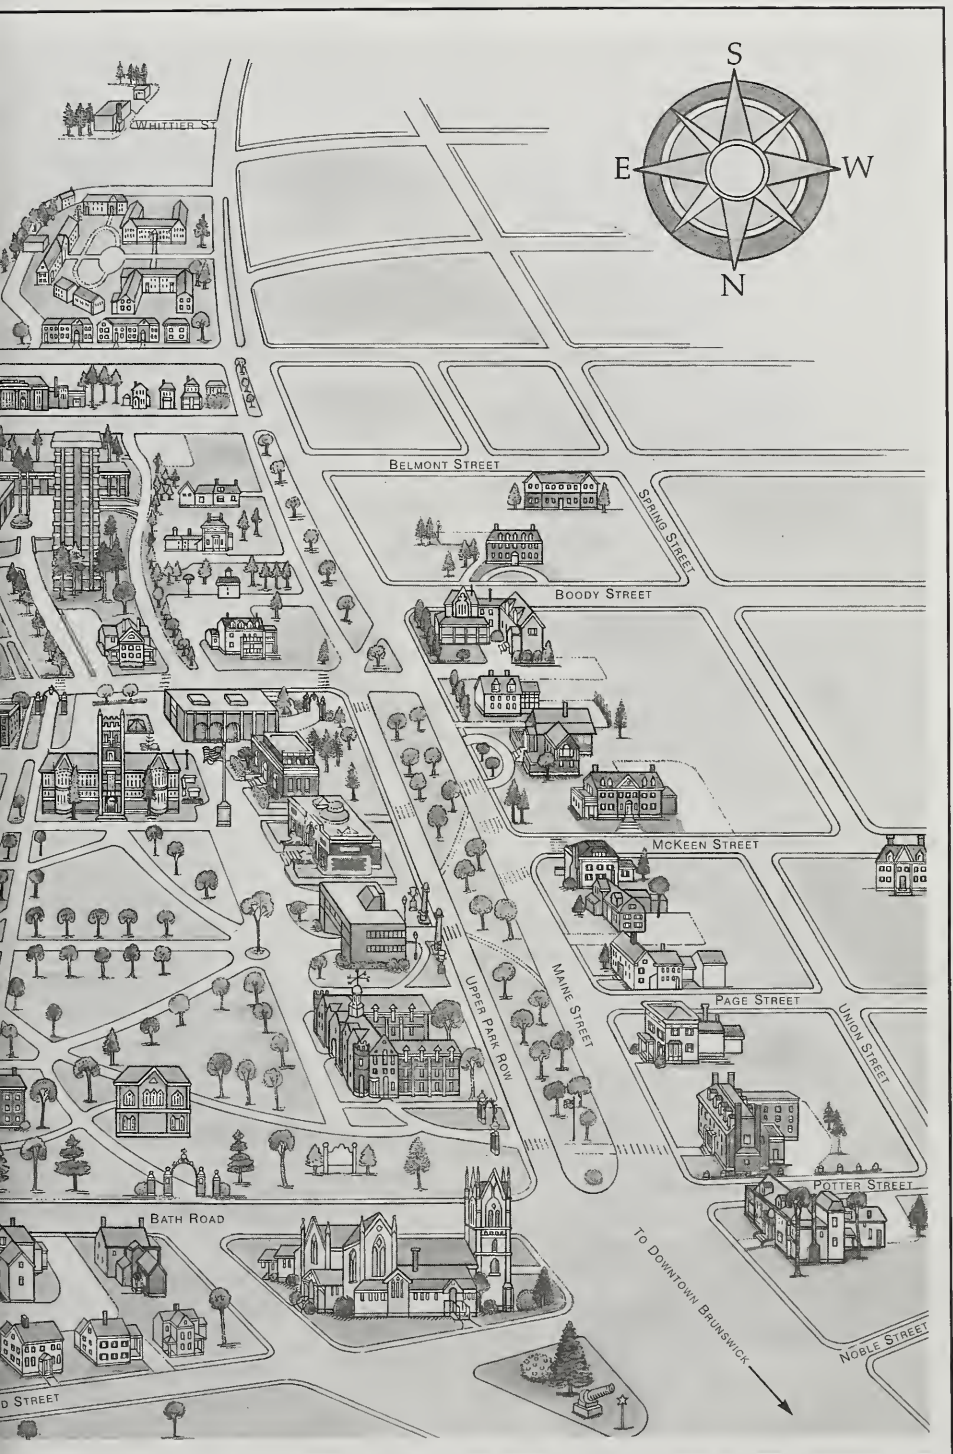 S
E W
N
WHITTIER ST
BELMONT STREET
SPRING STREET
BOODY STREET
MCKEEN STREET
PAGE STREET
MAINE STREET
UPPER PARK ROW
UNION STREET
POTTER STREET
BATH ROAD
TO DOWNTOWN BRUNSWICK
NOBLE STREET
D STREET